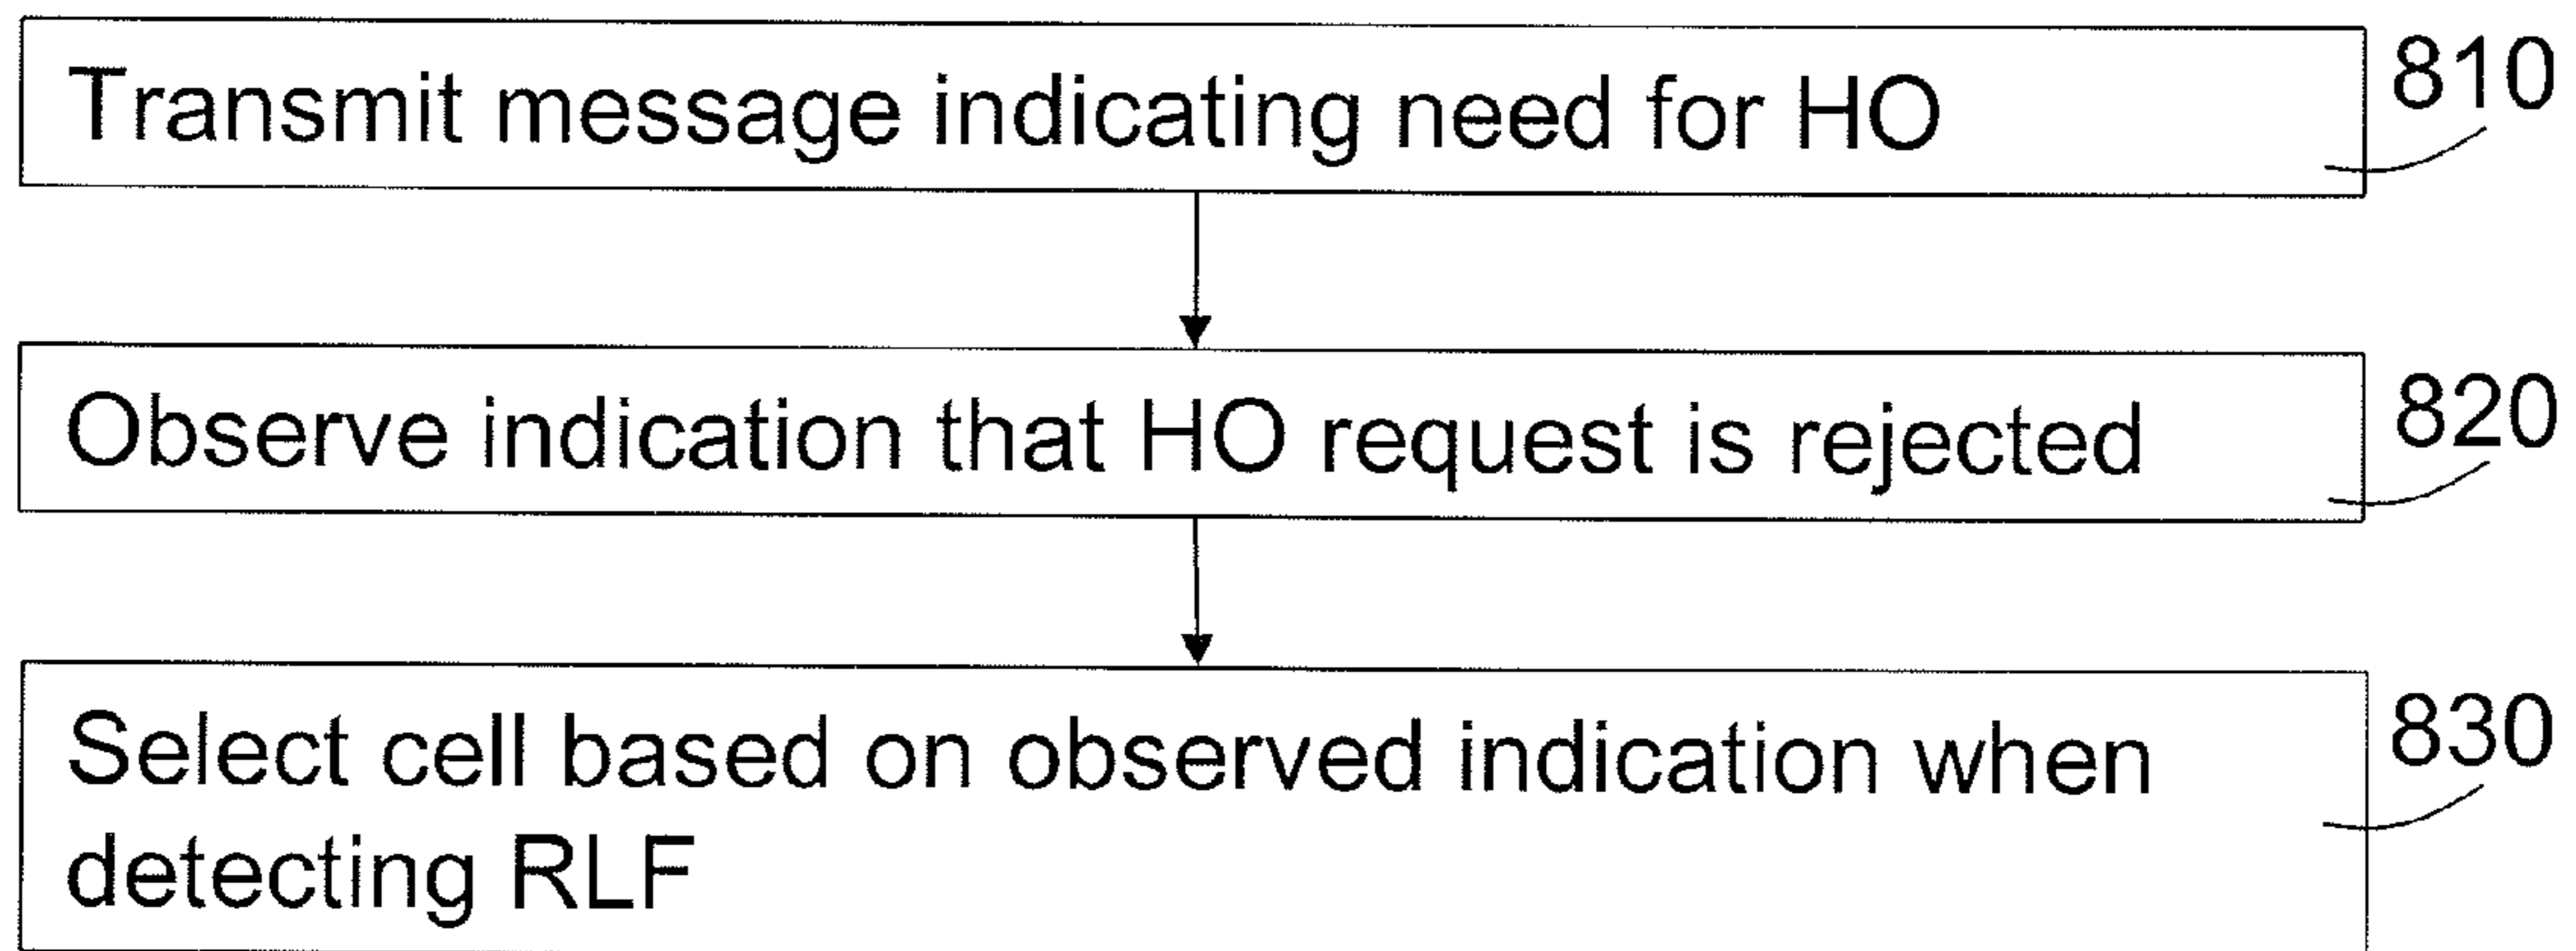 Transmit message indicating need for HO
810
Observe indication that HO request is rejected
820
Select cell based on observed indication when
detecting RLF
830